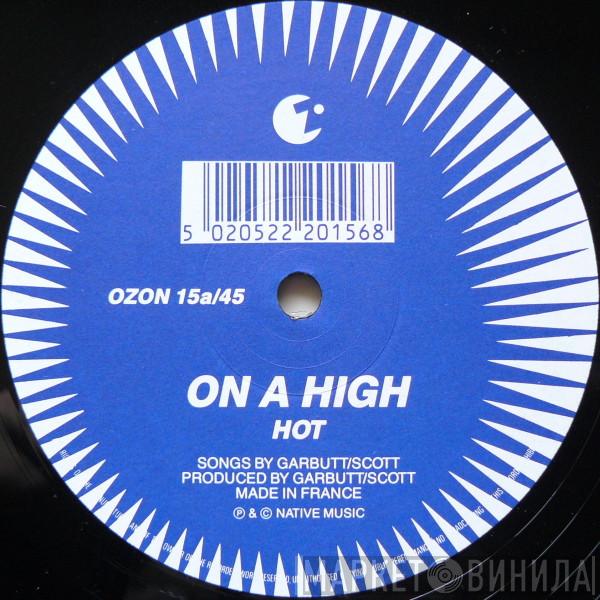 5 020522 201568
OZON 15a/45
ON A HIGH
HOT
SONGS BY GARBUTT/SCOTT
PRODUCED BY GARBUTT/SCOTT
MADE IN FRANCE
℗ & © NATIVE MUSIC
МАРКЕТ ВИНИЛА